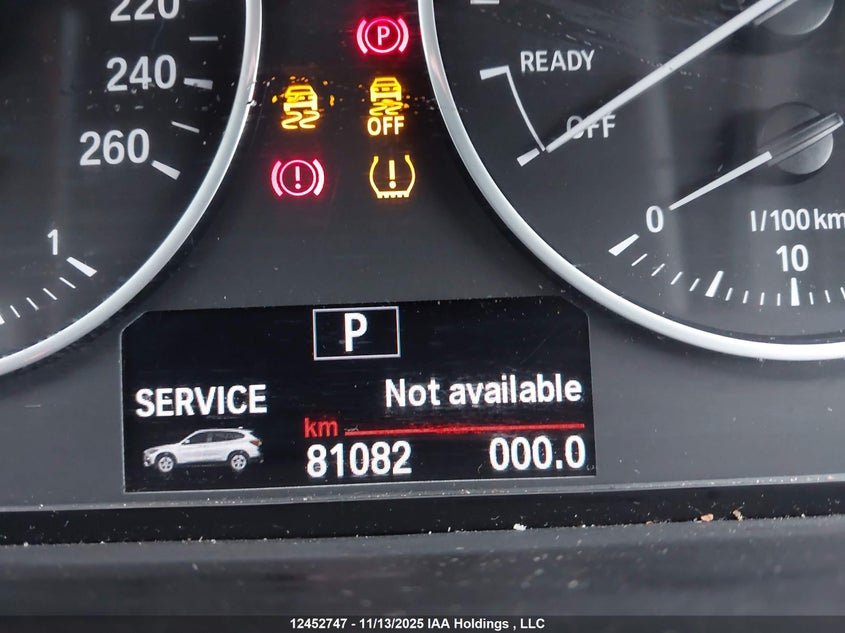 220
240
260
1
P
OFF
READY
OFF
0
l/100 km
10
P
SERVICE
Not available
km
81082
000.0
12452747 - 11/13/2025 IAA Holdings , LLC